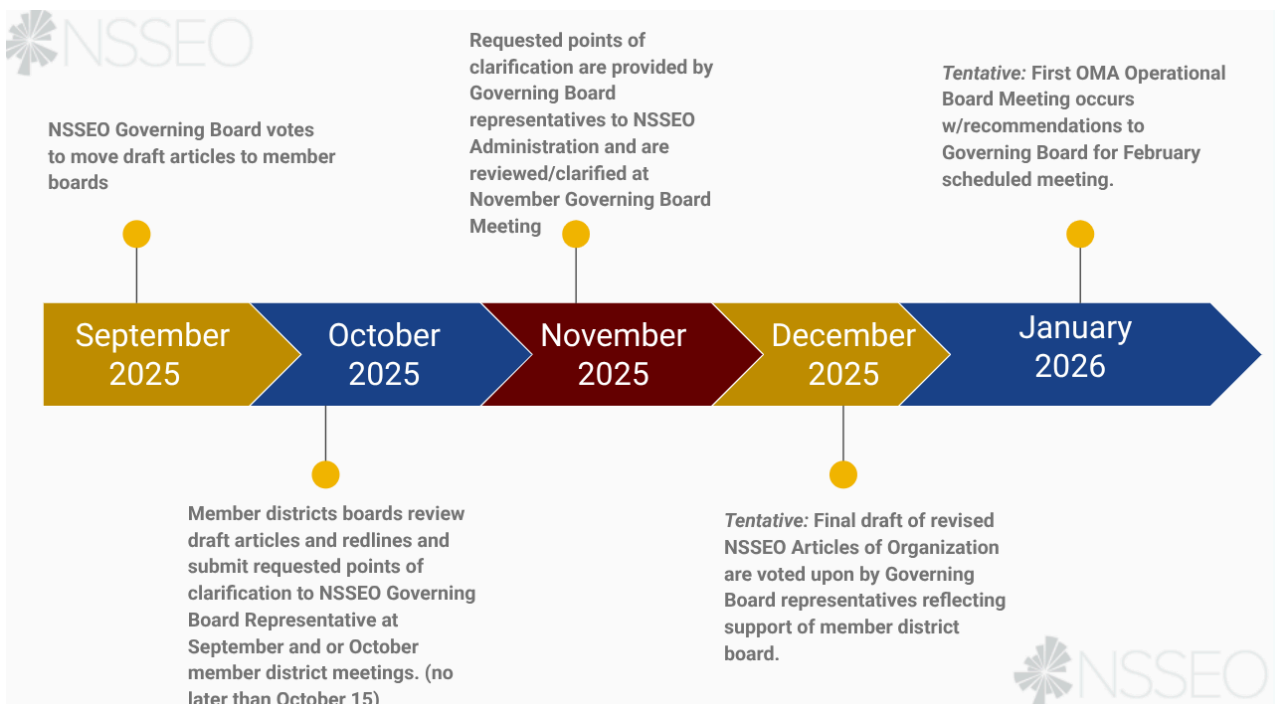 NSSEO
NSSEO Governing Board votes
to move draft articles to member
boards
Requested points of
clarification are provided by
Governing Board
representatives to NSSEO
Administration and are
reviewed/clarified at
November Governing Board
Meeting
Tentative: First OMA Operational
Board Meeting occurs
w/recommendations to
Governing Board for February
scheduled meeting.
September
2025
October
2025
November
2025
December
2025
January
2026
Member districts boards review
draft articles and redlines and
submit requested points of
clarification to NSSEO Governing
Board Representative at
September and or October
member district meetings. (no
later than October 15)
Tentative: Final draft of revised
NSSEO Articles of Organization
are voted upon by Governing
Board representatives reflecting
support of member district
board.
NSSEO